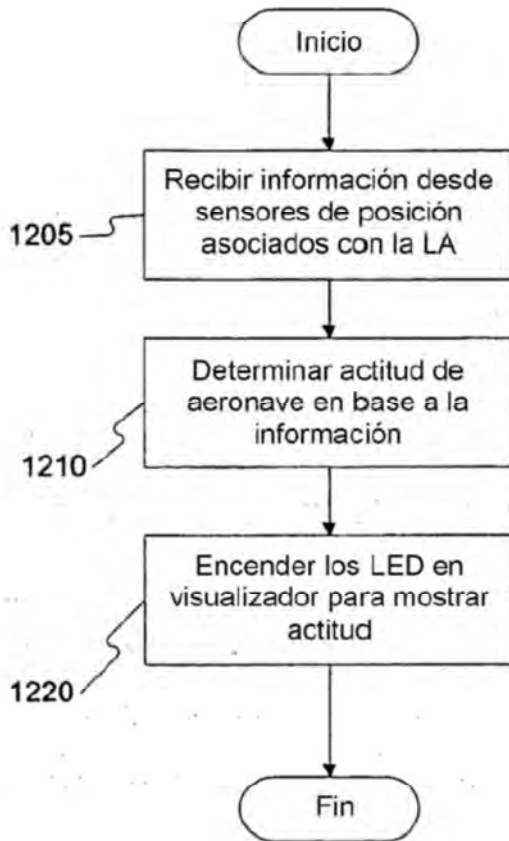 Inicio
Recibir información desde
sensores de posición
asociados con la LA
1205
Determinar actitud de
aeronave en base a la
información
1210
Encender los LED en
visualizador para mostrar
actitud
1220
Fin